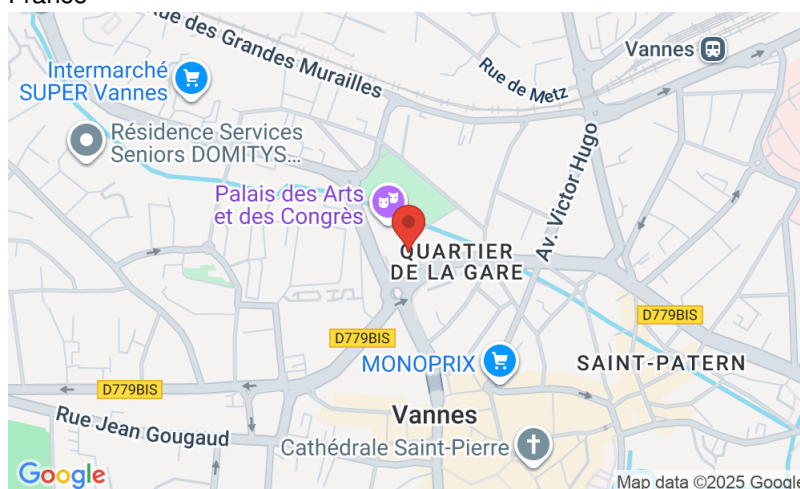 France
Rue des Grandes Murailles
Vannes
Rue de Metz
Intermarché
SUPER Vannes
Résidence Services
Seniors DOMITYS...
Av. Victor Hugo
Palais des Arts
et des Congrès
QUARTIER
DE LA GARE
D779BIS
D779BIS
MONOPRIX
SAINT-PATERN
D779BIS
Vannes
Rue Jean Gougaud
Cathédrale Saint-Pierre
Google
Map data ©2025 Google